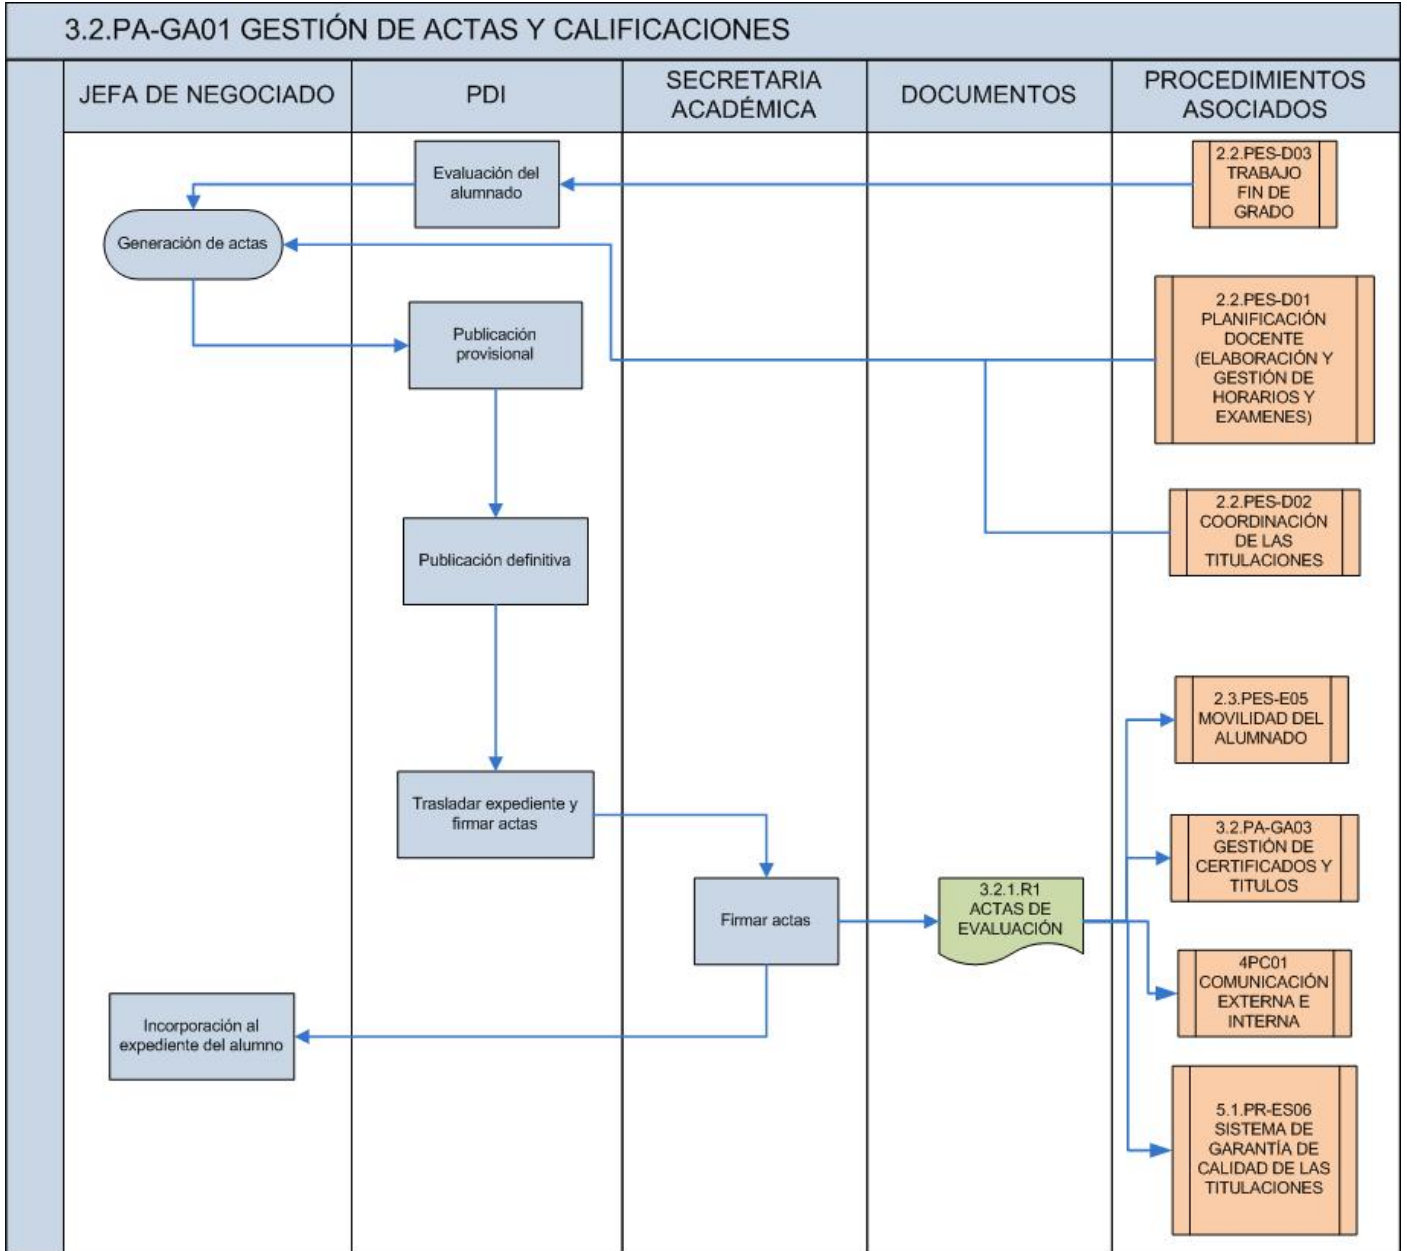 3.2.PA-GA01 GESTIÓN DE ACTAS Y CALIFICACIONES
JEFA DE NEGOCIADO
PDI
SECRETARIA
ACADÉMICA
DOCUMENTOS
PROCEDIMIENTOS
ASOCIADOS
Evaluación del
alumnado
2.2.PES-D03
TRABAJO
FIN DE
GRADO
Generación de actas
Publicación
provisional
2.2.PES-D01
PLANIFICACIÓN
DOCENTE
(ELABORACIÓN Y
GESTIÓN DE
HORARIOS Y
EXAMENES)
Publicación definitiva
2.2.PES-D02
COORDINACIÓN
DE LAS
TITULACIONES
2.3.PES-E05
MOVILIDAD DEL
ALUMNADO
Trasladar expediente y
firmar actas
3.2.PA-GA03
GESTIÓN DE
CERTIFICADOS Y
TITULOS
Firmar actas
3.2.1.R1
ACTAS DE
EVALUACIÓN
4PC01
COMUNICACIÓN
EXTERNA E
INTERNA
Incorporación al
expediente del alumno
5.1.PR-ES06
SISTEMA DE
GARANTÍA DE
CALIDAD DE LAS
TITULACIONES